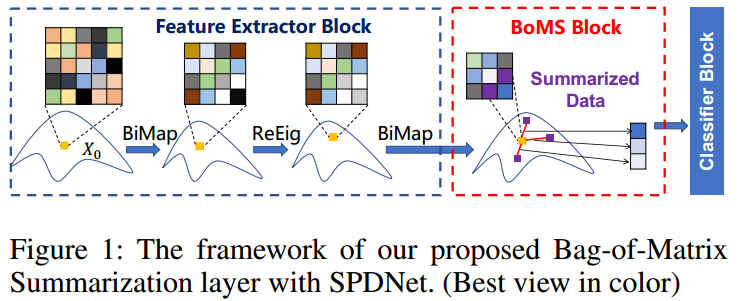 Feature Extractor Block
BoMS Block
Summarized
Data
X0
BiMap
ReEig
BiMap
Classifier Block
Figure 1: The framework of our proposed Bag-of-Matrix
Summarization layer with SPDNet. (Best view in color)